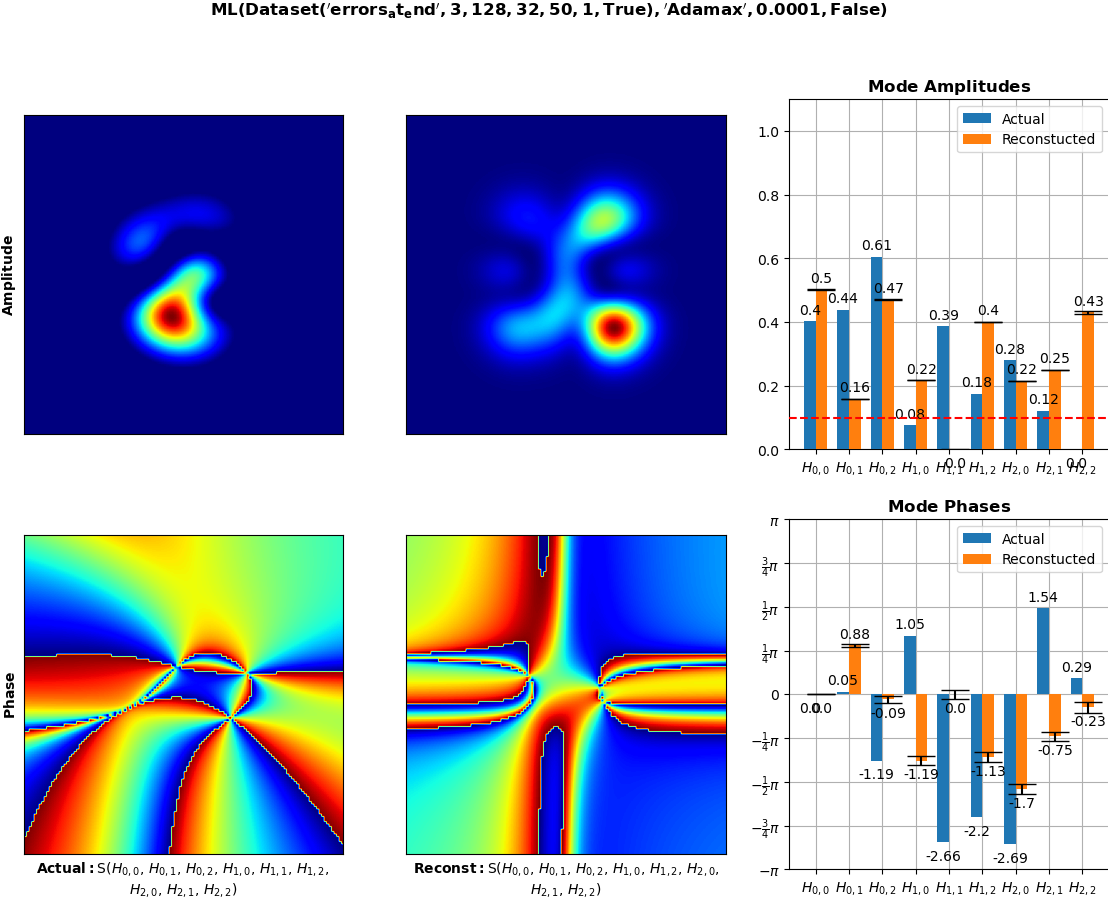 ML(Dataset('errors_at_end', 3, 128, 32, 50, 1, True), 'Adamax', 0.0001, False)
Amplitude
Mode Amplitudes
Actual
Reconstucted
1.0
0.8
0.6
0.4
0.2
0.0
0.4
0.5
0.44
0.16
0.61
0.47
0.08
0.22
0.39
0.0
0.18
0.4
0.28
0.22
0.12
0.25
0.0
0.43
H0,0 H0,1 H0,2 H1,0 H1,1 H1,2 H2,0 H2,1 H2,2
Phase
Mode Phases
Actual
Reconstucted
π
3/4π
1/2π
1/4π
0
−1/4π
−1/2π
−3/4π
−π
0.0
0.0
0.05
0.88
-1.19
-0.09
1.05
-1.19
-2.66
0.0
-2.2
-1.13
-2.69
-1.7
1.54
-0.75
0.29
-0.23
H0,0 H0,1 H0,2 H1,0 H1,1 H1,2 H2,0 H2,1 H2,2
Actual: S(H0,0, H0,1, H0,2, H1,0, H1,1, H1,2,
H2,0, H2,1, H2,2)
Reconst: S(H0,0, H0,1, H0,2, H1,0, H1,2, H2,0,
H2,1, H2,2)